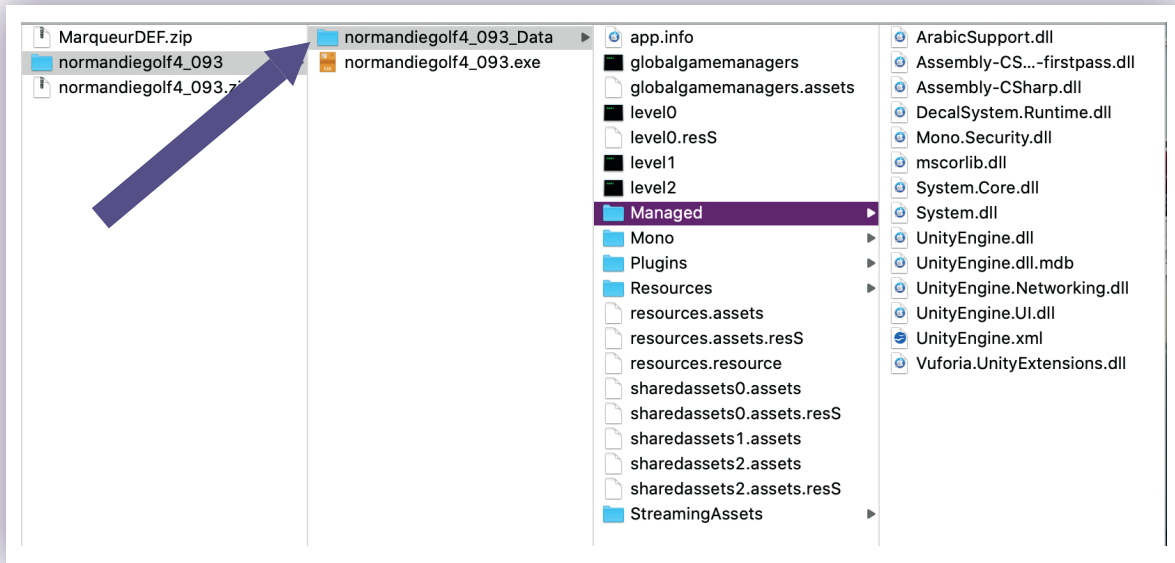 MarqueurDEF.zip
normandiegolf4_093
normandiegolf4_093.zi
normandiegolf4_093_Data
normandiegolf4_093.exe
app.info
globalgamemanagers
globalgamemanagers.assets
level0
level0.resS
level1
level2
Managed
Mono
Plugins
Resources
resources.assets
resources.assets.resS
resources.resource
sharedassets0.assets
sharedassets0.assets.resS
sharedassets1.assets
sharedassets2.assets
sharedassets2.assets.resS
StreamingAssets
ArabicSupport.dll
Assembly-CS...-firstpass.dll
Assembly-CSharp.dll
DecalSystem.Runtime.dll
Mono.Security.dll
mscorlib.dll
System.Core.dll
System.dll
UnityEngine.dll
UnityEngine.dll.mdb
UnityEngine.Networking.dll
UnityEngine.UI.dll
UnityEngine.xml
Vuforia.UnityExtensions.dll